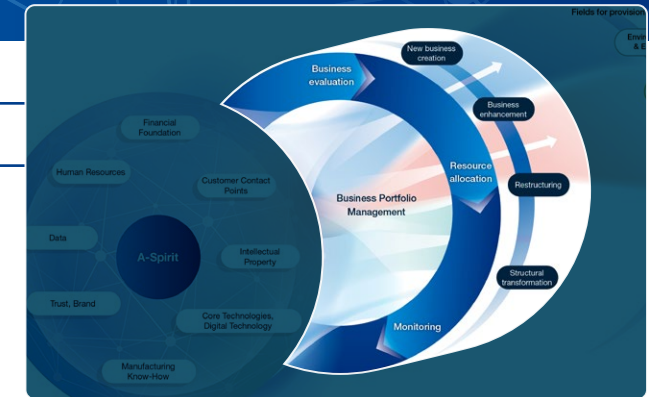 Fields for provision
New business
creation
Business
evaluation
Business
enhancement
Financial
Foundation
Human Resources
Customer Contact
Points
Resource
allocation
Restructuring
Business Portfolio
Management
Data
A-Spirit
Intellectual
Property
Structural
transformation
Trust, Brand
Core Technologies,
Digital Technology
Monitoring
Manufacturing
Know-How